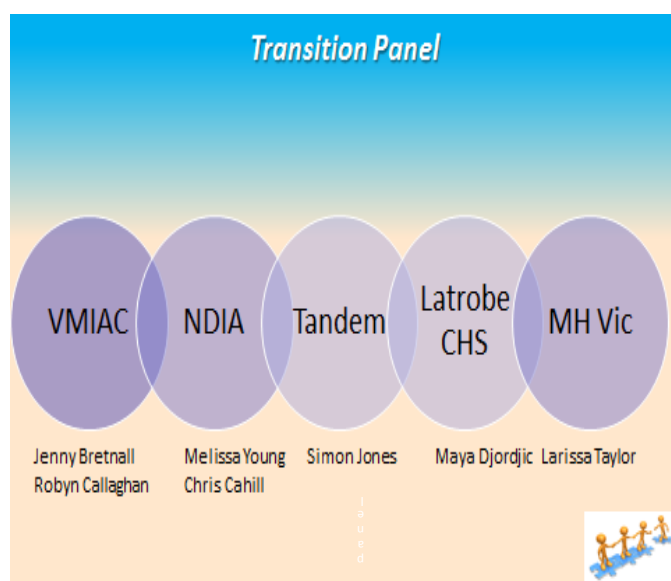 Transition Panel
VMIAC
NDIA
Tandem
Latrobe
CHS
MH Vic
Jenny Bretnall
Robyn Callaghan
Melissa Young
Chris Cahill
Simon Jones
Maya Djordjic
Larissa Taylor